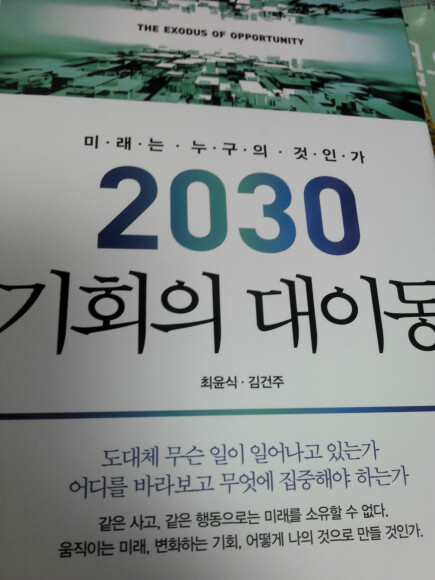 THE EXODUS OF OPPORTUNITY
미·래·는·누·구·의·것·인·가
2030
기회의 대이동
최윤식·김건주
도대체 무슨 일이 일어나고 있는가
어디를 바라보고 무엇에 집중해야 하는가
같은 사고, 같은 행동으로는 미래를 소유할 수 없다.
움직이는 미래, 변화하는 기회, 어떻게 나의 것으로 만들 것인가.